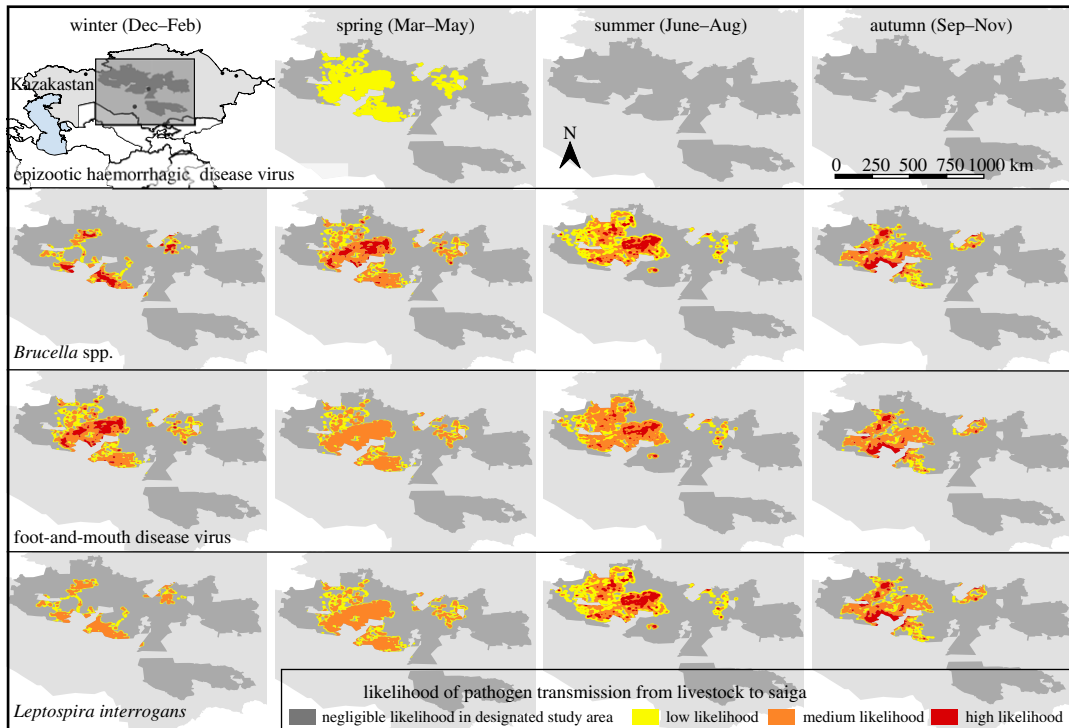 winter (Dec–Feb)
spring (Mar–May)
summer (June–Aug)
autumn (Sep–Nov)
Kazakastan
N
0 250 500 750 1000 km
epizootic haemorrhagic disease virus
Brucella spp.
foot-and-mouth disease virus
Leptospira interrogans
likelihood of pathogen transmission from livestock to saiga
negligible likelihood in designated study area
low likelihood
medium likelihood
high likelihood